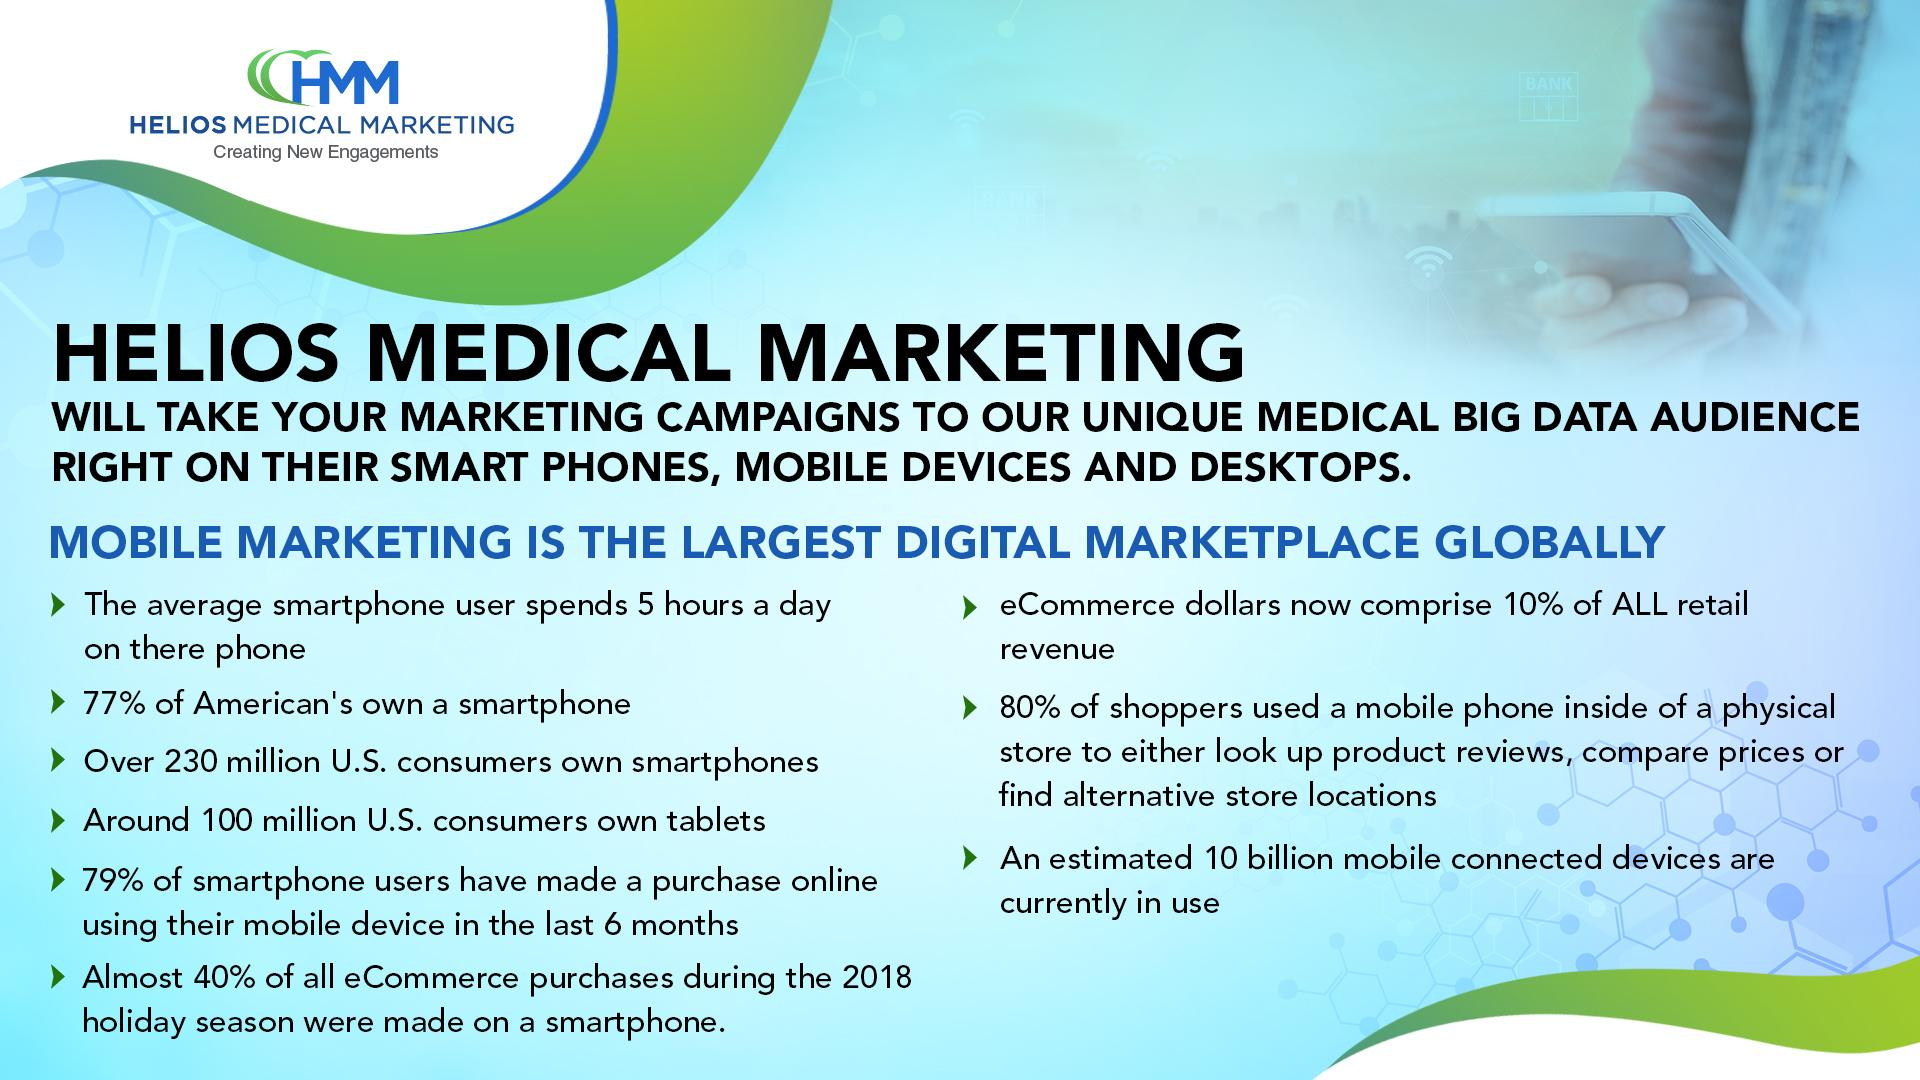 HMM
HELIOS MEDICAL MARKETING
Creating New Engagements
BANK
BANK
HELIOS MEDICAL MARKETING
WILL TAKE YOUR MARKETING CAMPAIGNS TO OUR UNIQUE MEDICAL BIG DATA AUDIENCE
RIGHT ON THEIR SMART PHONES, MOBILE DEVICES AND DESKTOPS.
MOBILE MARKETING IS THE LARGEST DIGITAL MARKETPLACE GLOBALLY
The average smartphone user spends 5 hours a day
on there phone
77% of American's own a smartphone
Over 230 million U.S. consumers own smartphones
Around 100 million U.S. consumers own tablets
79% of smartphone users have made a purchase online
using their mobile device in the last 6 months
Almost 40% of all eCommerce purchases during the 2018
holiday season were made on a smartphone.
eCommerce dollars now comprise 10% of ALL retail
revenue
80% of shoppers used a mobile phone inside of a physical
store to either look up product reviews, compare prices or
find alternative store locations
An estimated 10 billion mobile connected devices are
currently in use